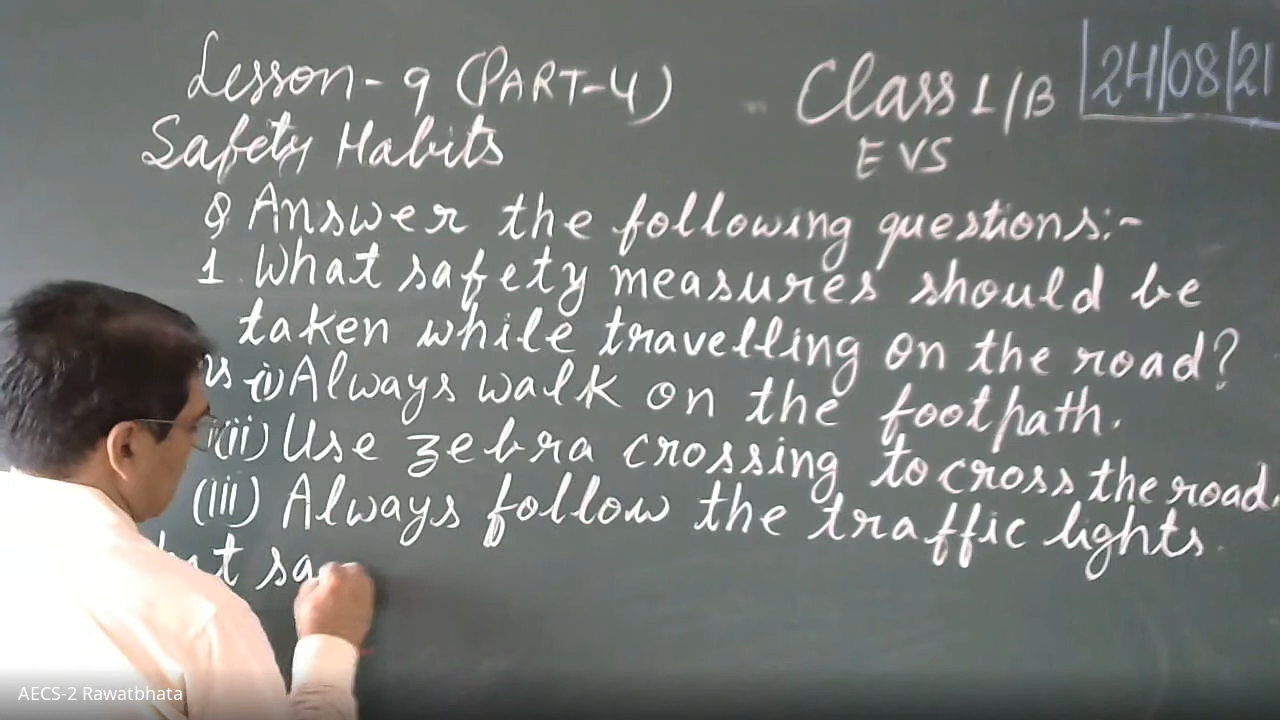 Lesson-9 (PART-4) Class I/B 24/08/21
Safety Habits EVS
Q Answer the following questions:-
1. What safety measures should be
taken while travelling on the road?
(i) Always walk on the footpath.
(ii) Use zebra crossing to cross the road.
(iii) Always follow the traffic lights.
AECS-2 Rawatbhata